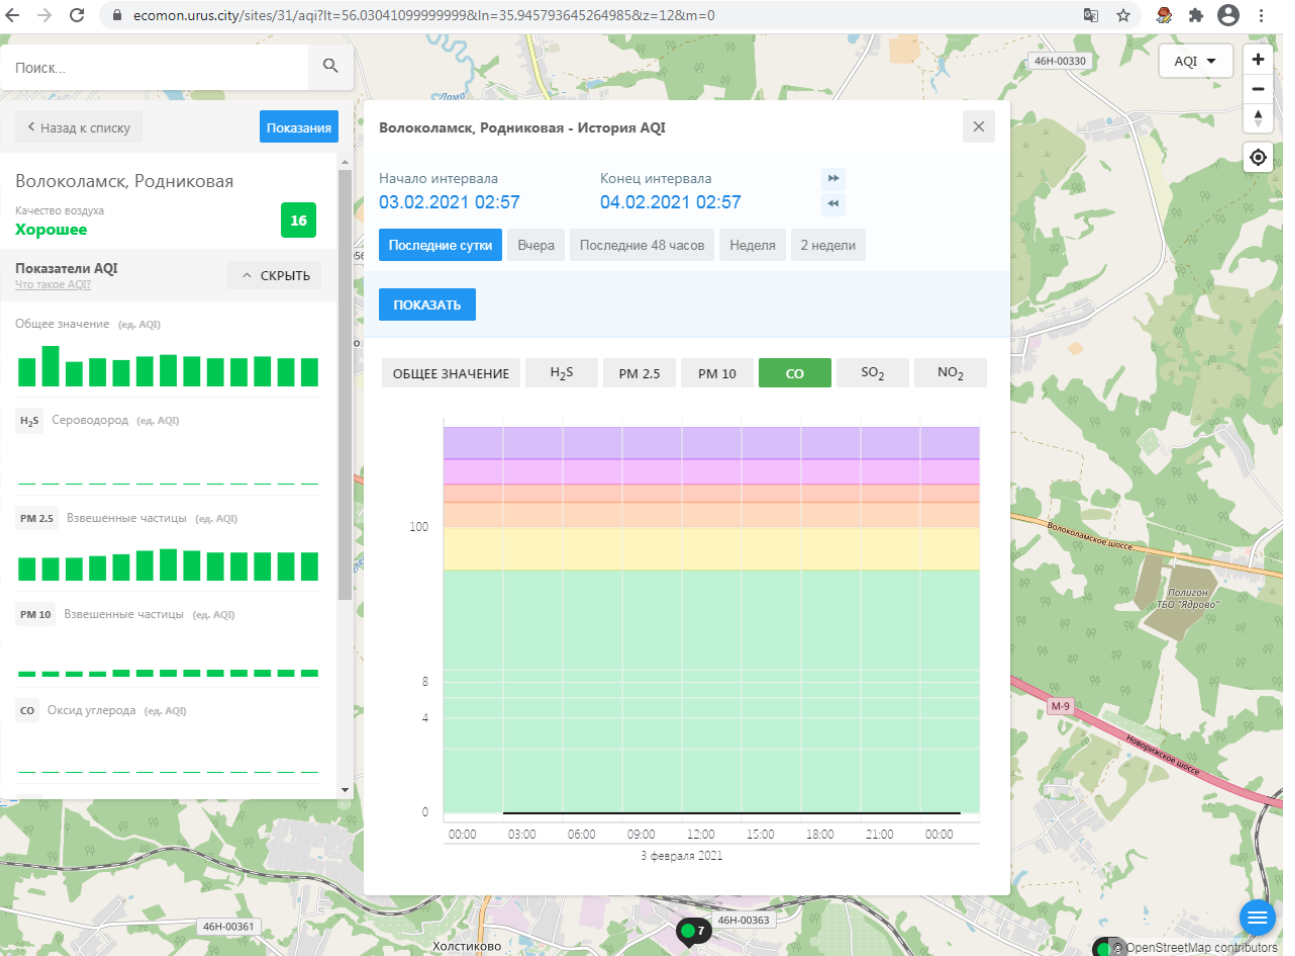 ecomon.urus.city/sites/31/aqi?lt=56.03041099999999&ln=35.94579364526498&z=12&m=0
Поиск...
46Н-00330
AQI
Назад к списку
Показания
Волоколамск, Родниковая
Качество воздуха
Хорошее
16
Показатели AQI
Что такое AQI?
СКРЫТЬ
Общее значение (ед. AQI)
H₂S Сероводород (ед. AQI)
PM 2.5 Взвешенные частицы (ед. AQI)
PM 10 Взвешенные частицы (ед. AQI)
CO Оксид углерода (ед. AQI)
Волоколамск, Родниковая - История AQI
Начало интервала
03.02.2021 02:57
Конец интервала
04.02.2021 02:57
Последние сутки
Вчера
Последние 48 часов
Неделя
2 недели
ПОКАЗАТЬ
ОБЩЕЕ ЗНАЧЕНИЕ
H₂S
PM 2.5
PM 10
CO
SO₂
NO₂
100
8
4
0
00:00 03:00 06:00 09:00 12:00 15:00 18:00 21:00 00:00
3 февраля 2021
Волоколамское шоссе
Полигон
ТБО "Ядрово"
М-9
Новорижское шоссе
46Н-00361
46Н-00363
7
Холстиково
OpenStreetMap contributors